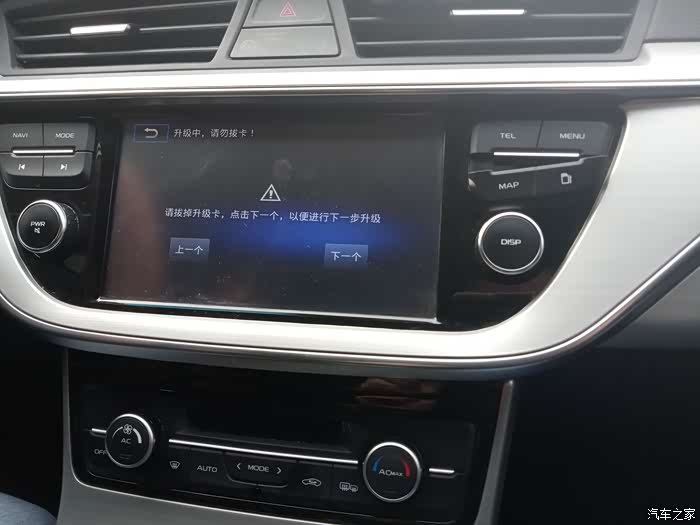 NAVI
MODE
PWR
升级中，请勿拔卡！
请拔掉升级卡，点击下一个，以便进行下一步升级
上一个
下一个
TEL
MENU
MAP
DISP
AC
OFF
AUTO
< MODE >
AC MAX
汽车之家